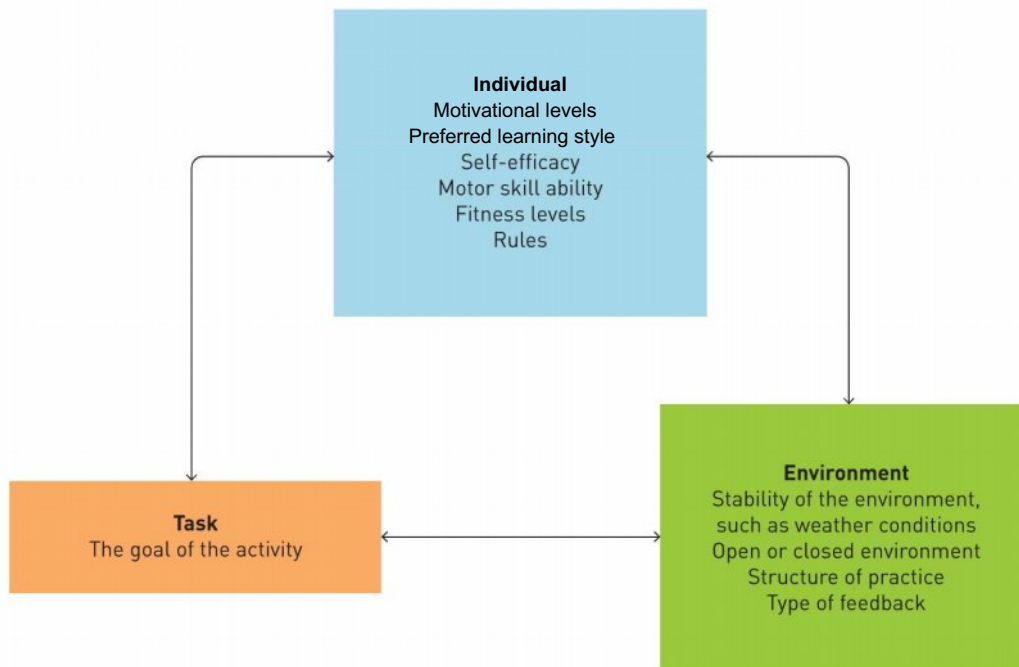 Individual
Motivational levels
Preferred learning style
Self-efficacy
Motor skill ability
Fitness levels
Rules
Task
The goal of the activity
Environment
Stability of the environment,
such as weather conditions
Open or closed environment
Structure of practice
Type of feedback